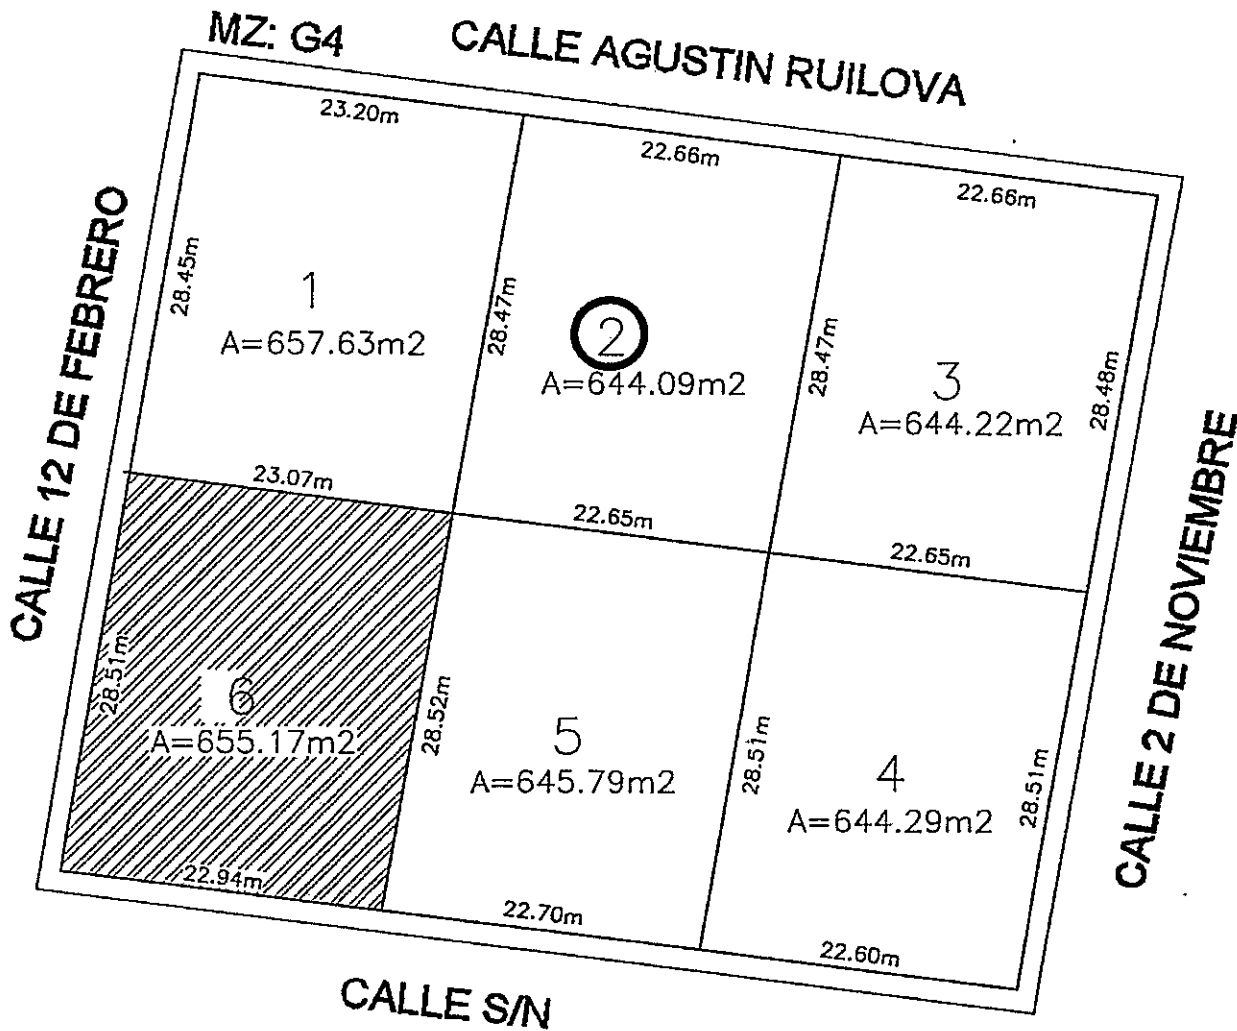 MZ: G4
CALLE AGUSTIN RUILOVA
23.20m
22.66m
22.66m
CALLE 12 DE FEBRERO
28.45m
1
A=657.63m2
28.47m
2
A=644.09m2
28.47m
3
A=644.22m2
28.48m
CALLE 2 DE NOVIEMBRE
23.07m
22.65m
22.65m
28.51m
6
A=655.17m2
28.52m
5
A=645.79m2
28.51m
4
A=644.29m2
28.51m
22.94m
22.70m
22.60m
CALLE S/N